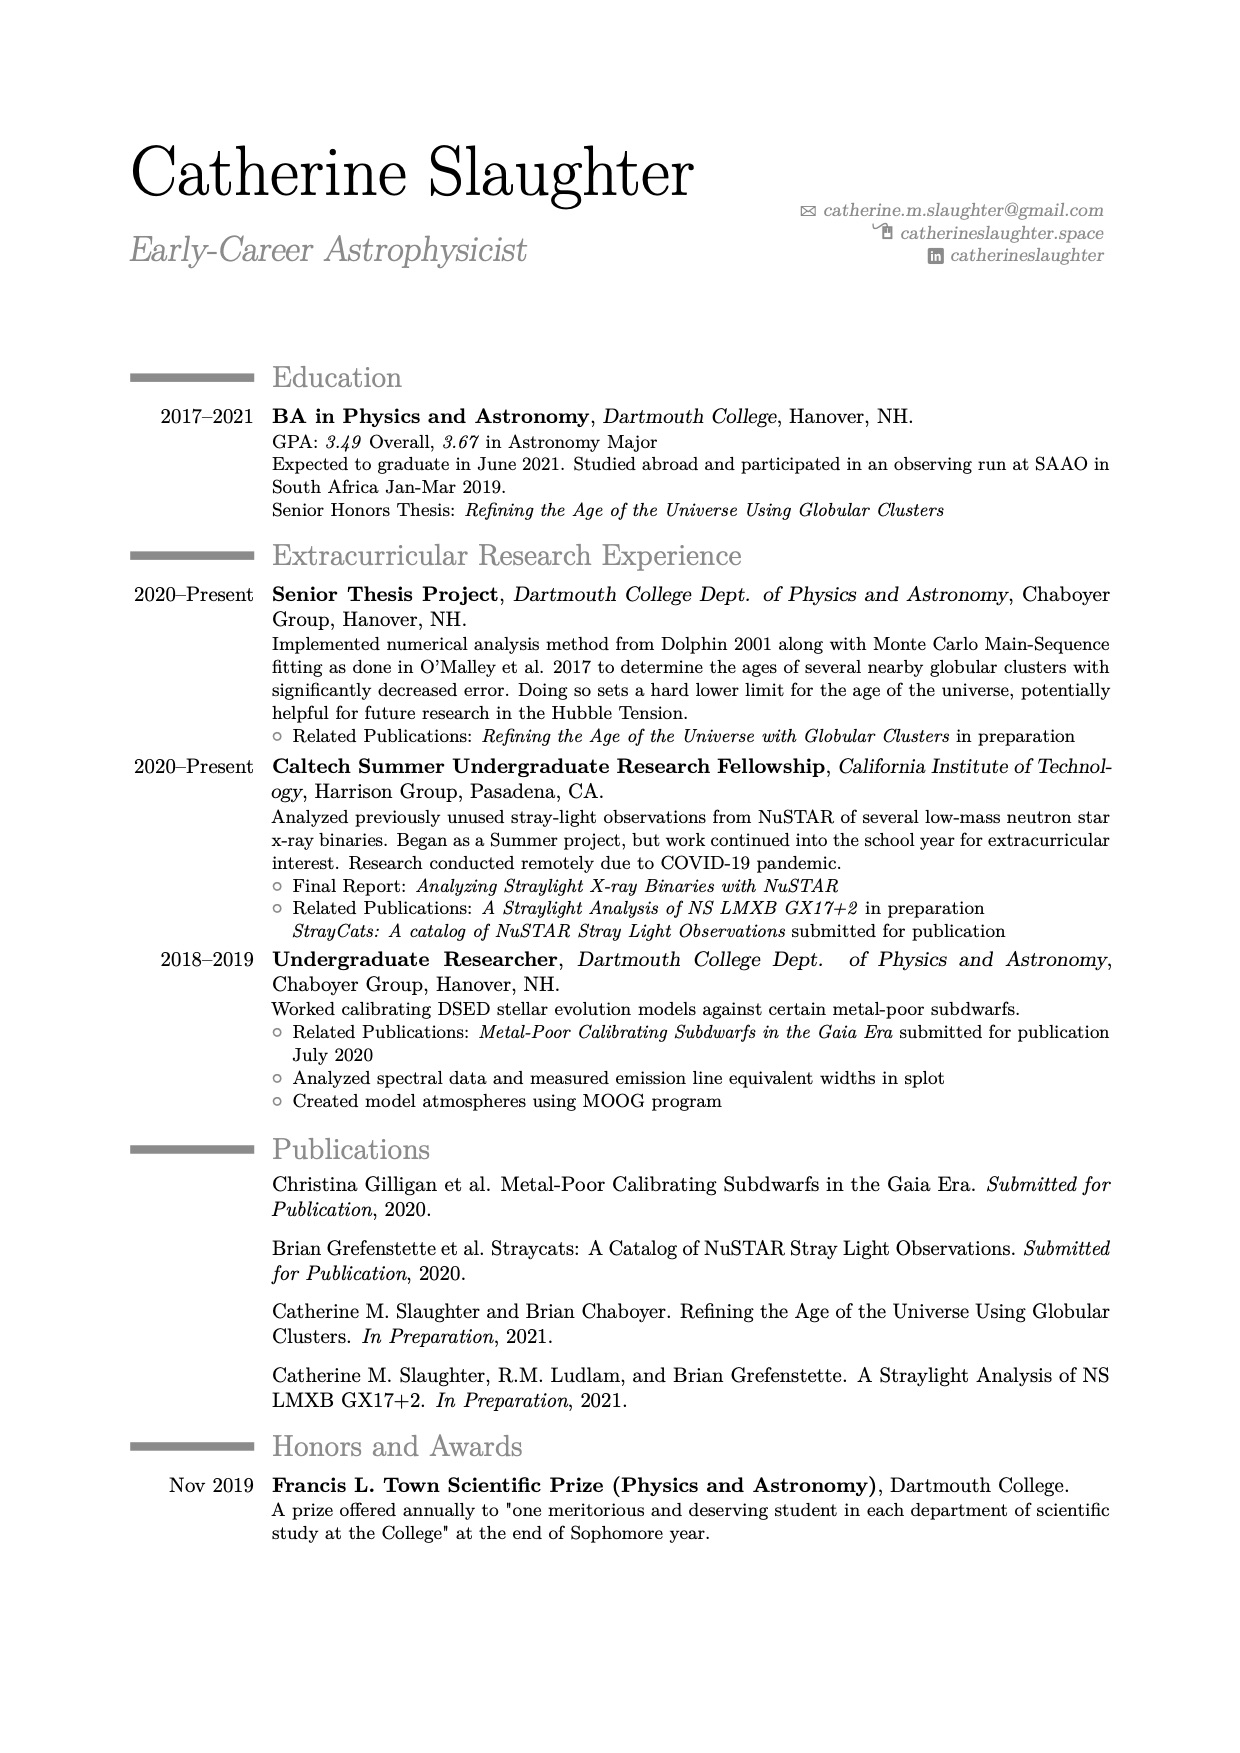 Catherine Slaughter
Early-Career Astrophysicist
catherine.m.slaughter@gmail.com
catherineslaughter.space
catherineslaughter
Education
2017–2021 BA in Physics and Astronomy, Dartmouth College, Hanover, NH.
GPA: 3.49 Overall, 3.67 in Astronomy Major
Expected to graduate in June 2021. Studied abroad and participated in an observing run at SAAO in
South Africa Jan-Mar 2019.
Senior Honors Thesis: Refining the Age of the Universe Using Globular Clusters
Extracurricular Research Experience
2020–Present Senior Thesis Project, Dartmouth College Dept. of Physics and Astronomy, Chaboyer
Group, Hanover, NH.
Implemented numerical analysis method from Dolphin 2001 along with Monte Carlo Main-Sequence
fitting as done in O'Malley et al. 2017 to determine the ages of several nearby globular clusters with
significantly decreased error. Doing so sets a hard lower limit for the age of the universe, potentially
helpful for future research in the Hubble Tension.
○ Related Publications: Refining the Age of the Universe with Globular Clusters in preparation
2020–Present Caltech Summer Undergraduate Research Fellowship, California Institute of Technol-
ogy, Harrison Group, Pasadena, CA.
Analyzed previously unused stray-light observations from NuSTAR of several low-mass neutron star
x-ray binaries. Began as a Summer project, but work continued into the school year for extracurricular
interest. Research conducted remotely due to COVID-19 pandemic.
○ Final Report: Analyzing Straylight X-ray Binaries with NuSTAR
○ Related Publications: A Straylight Analysis of NS LMXB GX17+2 in preparation
StrayCats: A catalog of NuSTAR Stray Light Observations submitted for publication
2018–2019 Undergraduate Researcher, Dartmouth College Dept. of Physics and Astronomy,
Chaboyer Group, Hanover, NH.
Worked calibrating DSED stellar evolution models against certain metal-poor subdwarfs.
○ Related Publications: Metal-Poor Calibrating Subdwarfs in the Gaia Era submitted for publication
July 2020
○ Analyzed spectral data and measured emission line equivalent widths in splot
○ Created model atmospheres using MOOG program
Publications
Christina Gilligan et al. Metal-Poor Calibrating Subdwarfs in the Gaia Era. Submitted for
Publication, 2020.
Brian Grefenstette et al. Straycats: A Catalog of NuSTAR Stray Light Observations. Submitted
for Publication, 2020.
Catherine M. Slaughter and Brian Chaboyer. Refining the Age of the Universe Using Globular
Clusters. In Preparation, 2021.
Catherine M. Slaughter, R.M. Ludlam, and Brian Grefenstette. A Straylight Analysis of NS
LMXB GX17+2. In Preparation, 2021.
Honors and Awards
Nov 2019 Francis L. Town Scientific Prize (Physics and Astronomy), Dartmouth College.
A prize offered annually to "one meritorious and deserving student in each department of scientific
study at the College" at the end of Sophomore year.